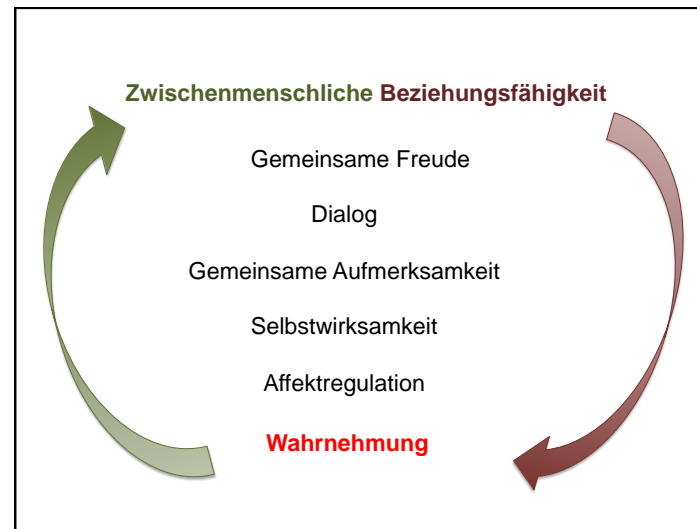 Zwischenmenschliche Beziehungsfähigkeit
Gemeinsame Freude
Dialog
Gemeinsame Aufmerksamkeit
Selbstwirksamkeit
Affektregulation
Wahrnehmung